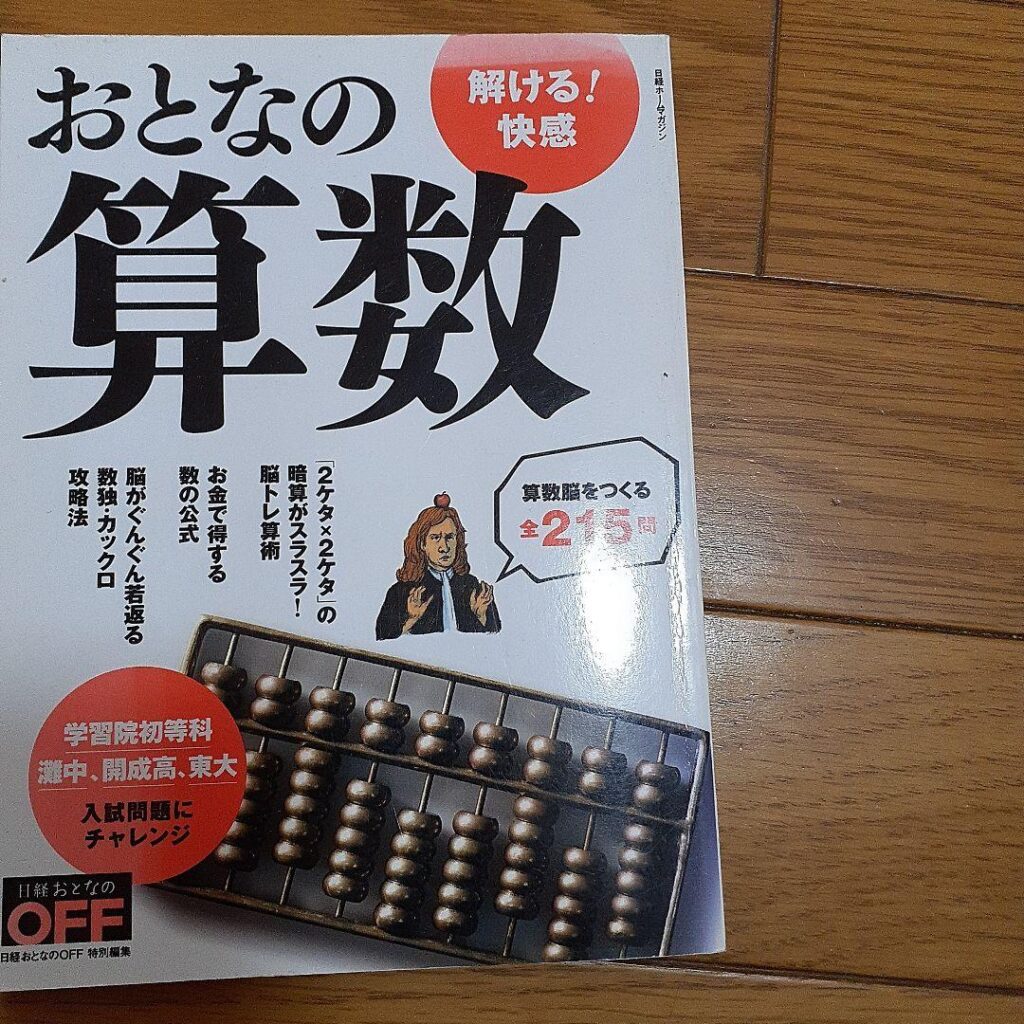 日経ホームマガジン
解ける!
快感
おとなの
算数
「2ケタ×2ケタ」の
暗算がスラスラ!
脳トレ算術
お金で得する
数の公式
脳がぐんぐん若返る
数独・カックロ
攻略法
算数脳をつくる
全215問
学習院初等科
灘中、開成高、東大
入試問題に
チャレンジ
日経おとなの
OFF
日経おとなのOFF 特別編集